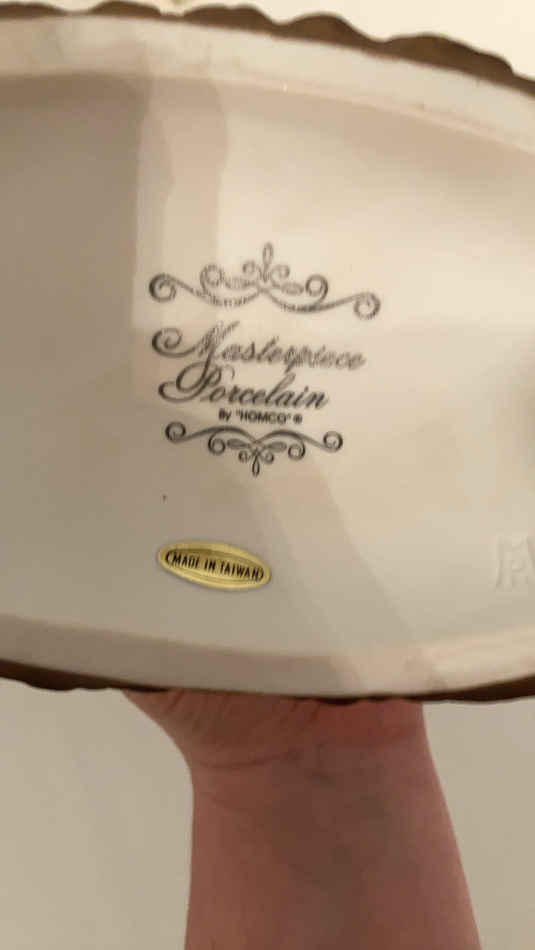 Masterpiece
Porcelain
By "HOMCO" ®
MADE IN TAIWAN